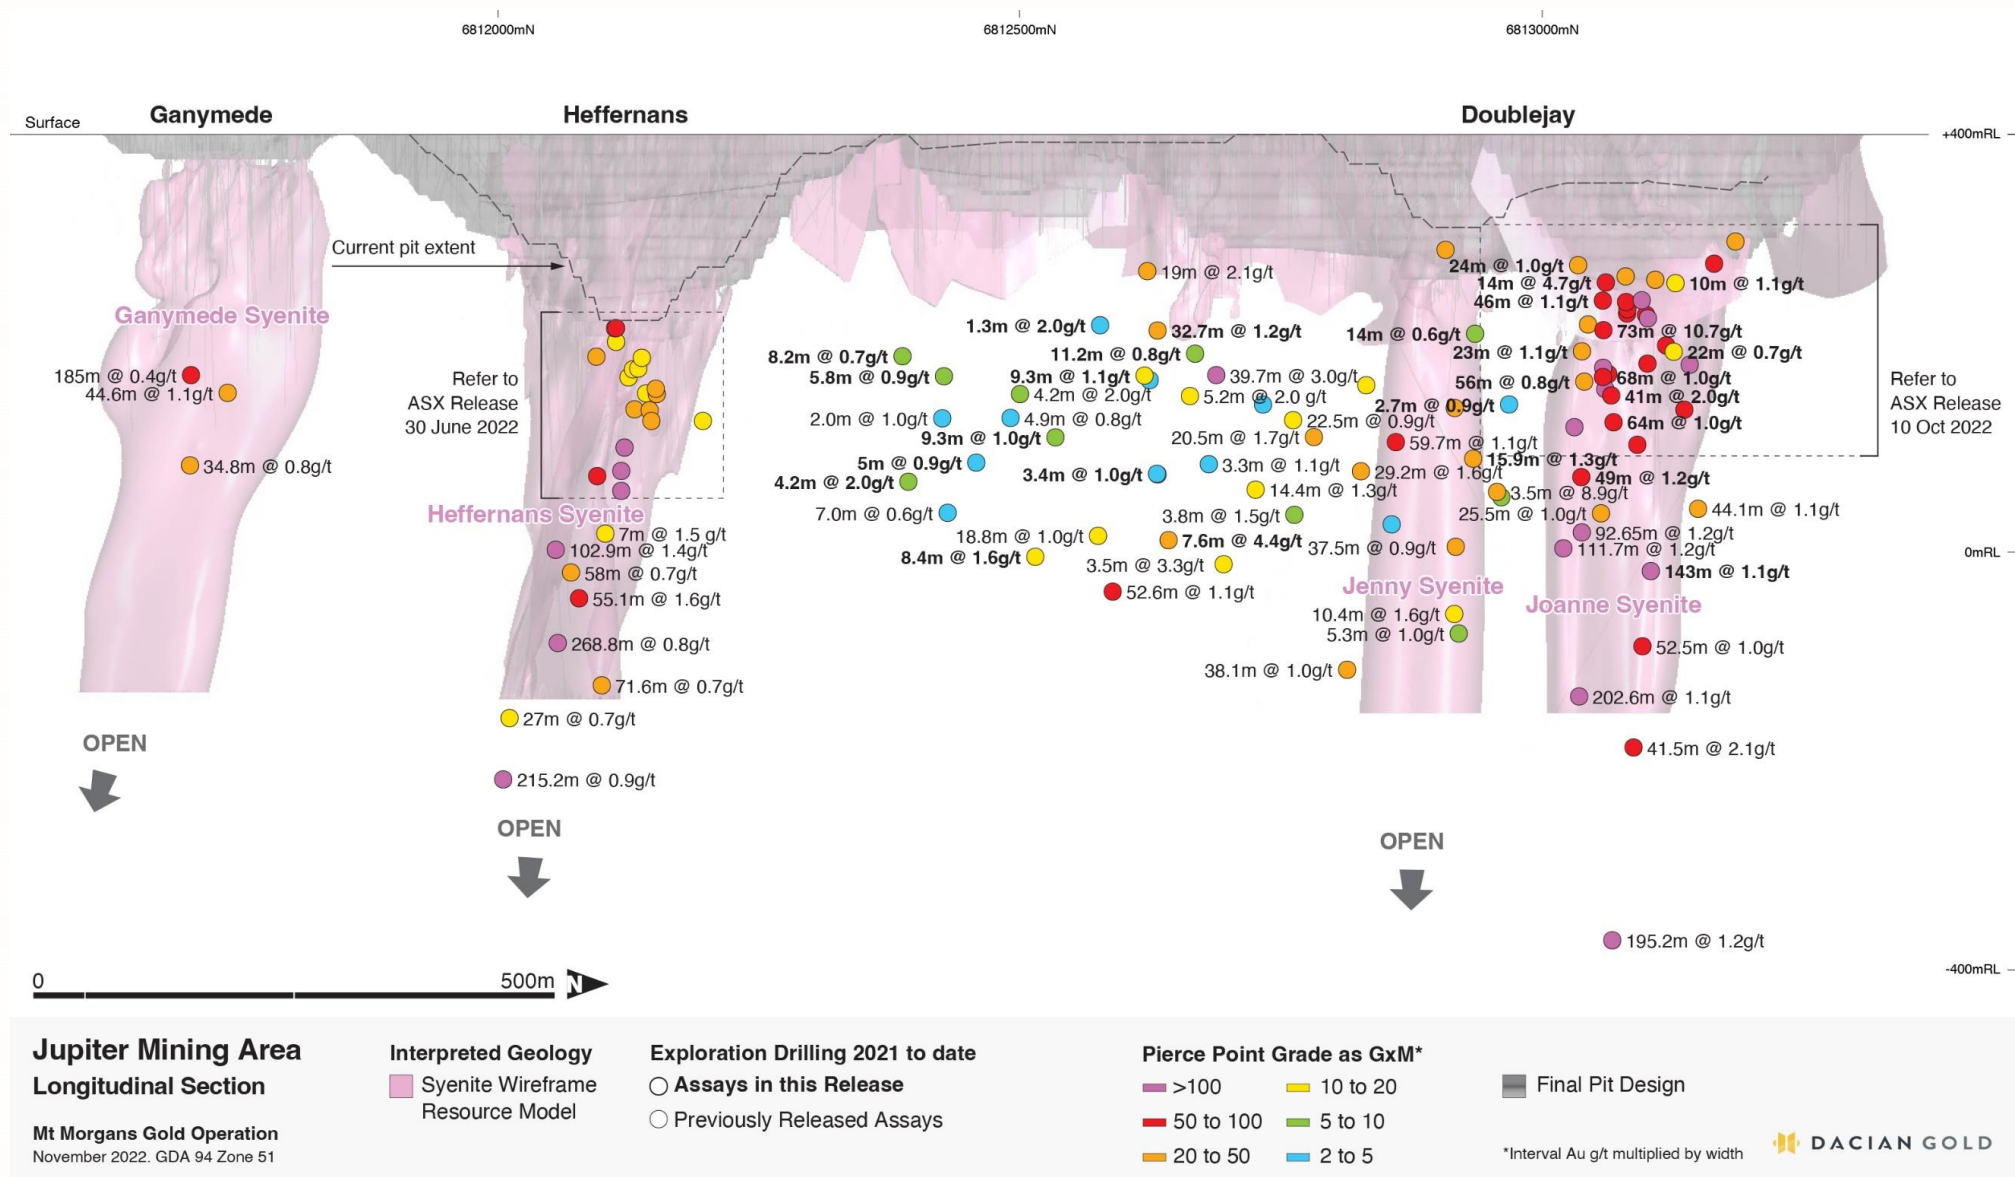 6812000mN
6812500mN
6813000mN
Ganymede
Heffernans
Doublejay
Surface
+400mRL
Current pit extent
Ganymede Syenite
185m @ 0.4g/t
44.6m @ 1.1g/t
34.8m @ 0.8g/t
Refer to
ASX Release
30 June 2022
Heffernans Syenite
7m @ 1.5 g/t
102.9m @ 1.4g/t
58m @ 0.7g/t
55.1m @ 1.6g/t
268.8m @ 0.8g/t
71.6m @ 0.7g/t
27m @ 0.7g/t
215.2m @ 0.9g/t
19m @ 2.1g/t
1.3m @ 2.0g/t
32.7m @ 1.2g/t
8.2m @ 0.7g/t
11.2m @ 0.8g/t
5.8m @ 0.9g/t
9.3m @ 1.1g/t
39.7m @ 3.0g/t
4.2m @ 2.0g/t
5.2m @ 2.0 g/t
2.0m @ 1.0g/t
4.9m @ 0.8g/t
22.5m @ 0.9g/t
9.3m @ 1.0g/t
20.5m @ 1.7g/t
59.7m @ 1.1g/t
5m @ 0.9g/t
3.4m @ 1.0g/t
3.3m @ 1.1g/t
29.2m @ 1.6g/t
4.2m @ 2.0g/t
14.4m @ 1.3g/t
7.0m @ 0.6g/t
3.8m @ 1.5g/t
18.8m @ 1.0g/t
7.6m @ 4.4g/t
37.5m @ 0.9g/t
8.4m @ 1.6g/t
3.5m @ 3.3g/t
52.6m @ 1.1g/t
Jenny Syenite
10.4m @ 1.6g/t
5.3m @ 1.0g/t
38.1m @ 1.0g/t
24m @ 1.0g/t
14m @ 4.7g/t
10m @ 1.1g/t
46m @ 1.1g/t
14m @ 0.6g/t
73m @ 10.7g/t
23m @ 1.1g/t
22m @ 0.7g/t
56m @ 0.8g/t
68m @ 1.0g/t
2.7m @ 0.9g/t
41m @ 2.0g/t
64m @ 1.0g/t
15.9m @ 1.3g/t
49m @ 1.2g/t
3.5m @ 8.9g/t
25.5m @ 1.0g/t
44.1m @ 1.1g/t
92.65m @ 1.2g/t
111.7m @ 1.2g/t
143m @ 1.1g/t
Joanne Syenite
52.5m @ 1.0g/t
202.6m @ 1.1g/t
41.5m @ 2.1g/t
195.2m @ 1.2g/t
Refer to
ASX Release
10 Oct 2022
0mRL
-400mRL
OPEN
OPEN
OPEN
0
500m
N
Jupiter Mining Area
Longitudinal Section
Mt Morgans Gold Operation
November 2022. GDA 94 Zone 51
Interpreted Geology
Syenite Wireframe
Resource Model
Exploration Drilling 2021 to date
Assays in this Release
Previously Released Assays
Pierce Point Grade as GxM*
>100
50 to 100
20 to 50
10 to 20
5 to 10
2 to 5
Final Pit Design
*Interval Au g/t multiplied by width
DACIAN GOLD